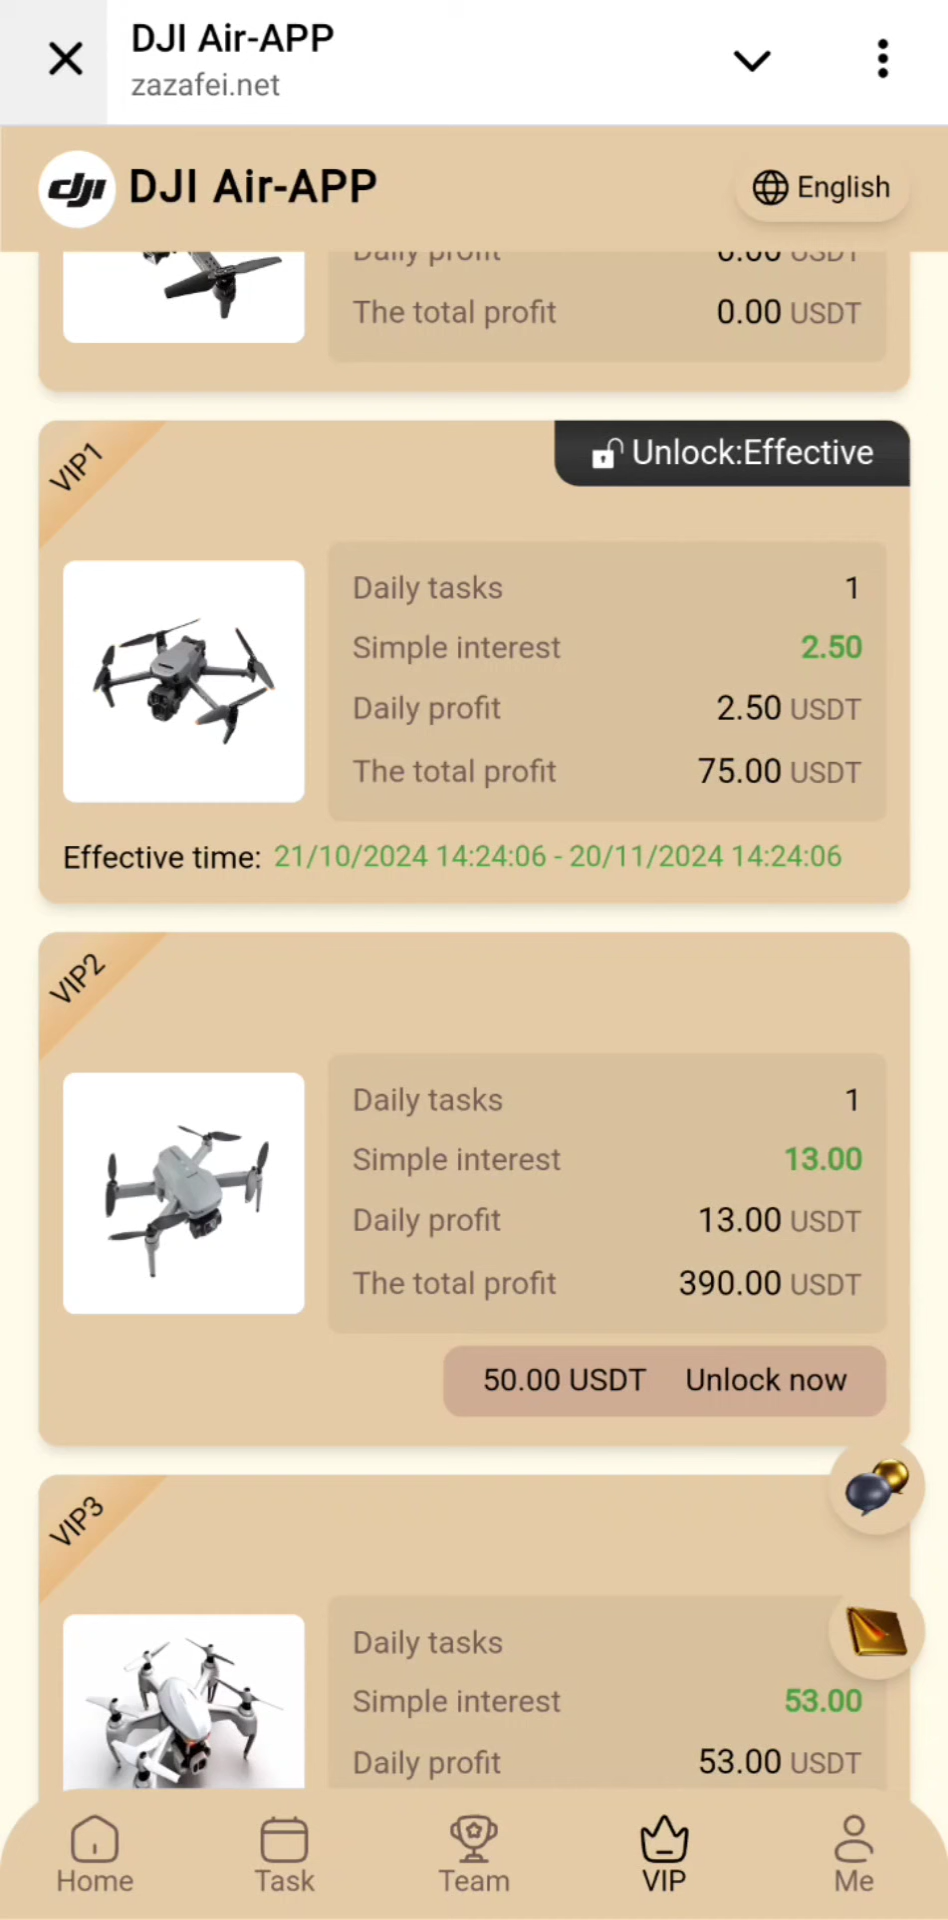 DJI Air-APP
zazafei.net
dji DJI Air-APP English
Daily profit 0.00 USDT
The total profit 0.00 USDT
VIP1 Unlock:Effective
Daily tasks 1
Simple interest 2.50
Daily profit 2.50 USDT
The total profit 75.00 USDT
Effective time: 21/10/2024 14:24:06 - 20/11/2024 14:24:06
VIP2
Daily tasks 1
Simple interest 13.00
Daily profit 13.00 USDT
The total profit 390.00 USDT
50.00 USDT Unlock now
VIP3
Daily tasks
Simple interest 53.00
Daily profit 53.00 USDT
Home Task Team VIP Me